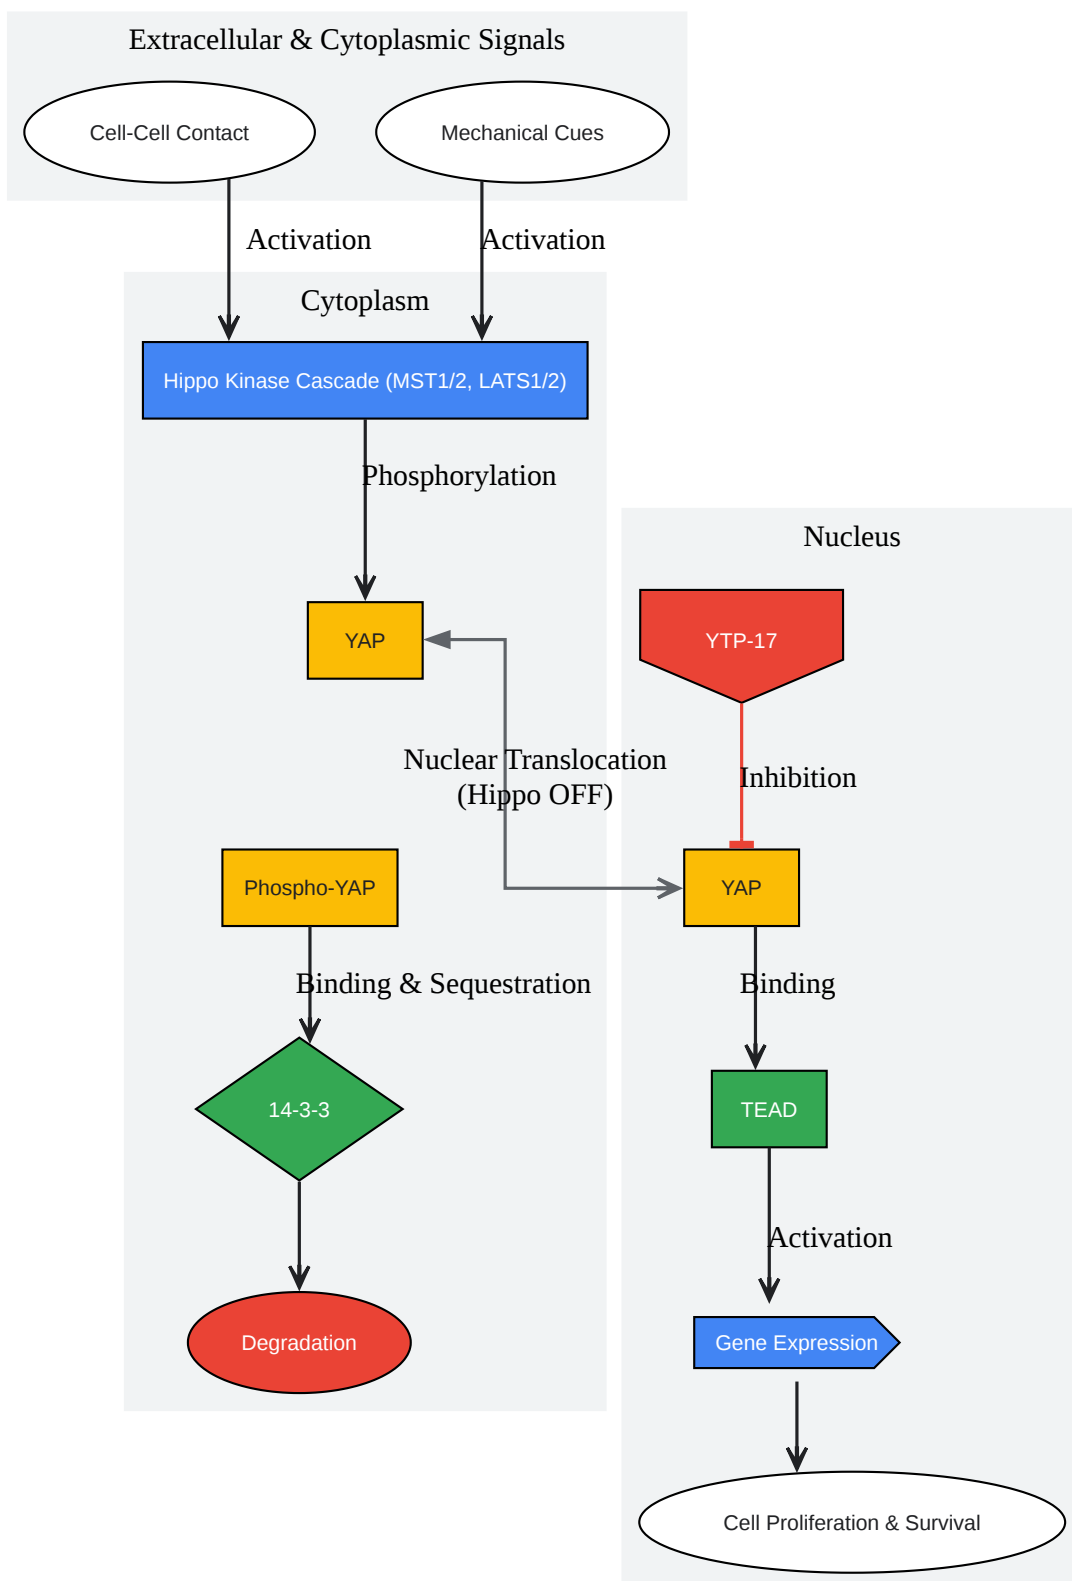 Extracellular & Cytoplasmic Signals
Cell-Cell Contact
Mechanical Cues
Activation
Activation
Cytoplasm
Hippo Kinase Cascade (MST1/2, LATS1/2)
Phosphorylation
Nucleus
YAP
YTP-17
Nuclear Translocation
(Hippo OFF)
Inhibition
Phospho-YAP
YAP
Binding & Sequestration
Binding
14-3-3
TEAD
Activation
Degradation
Gene Expression
Cell Proliferation & Survival